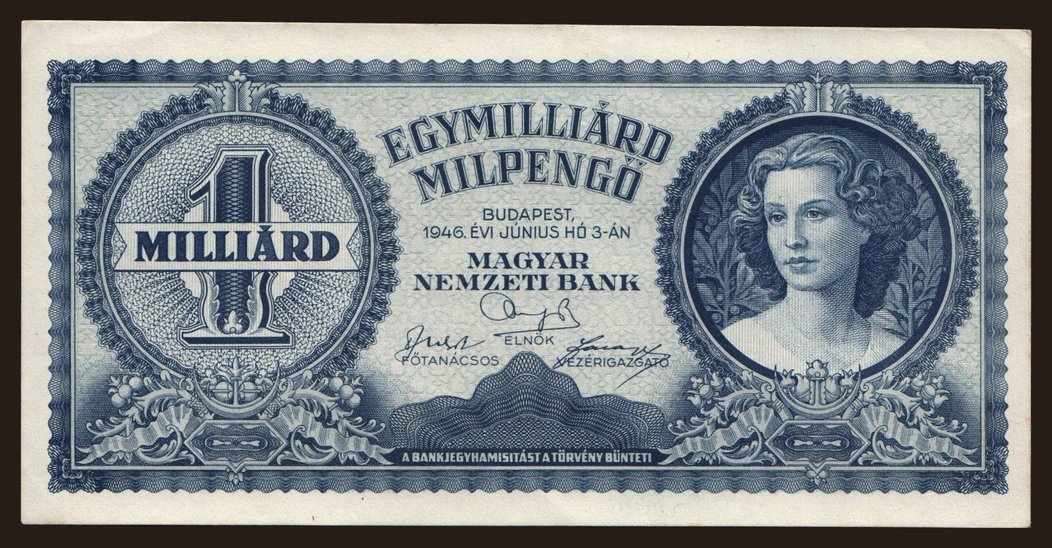 1
MILLIÁRD
EGYMILLIÁRD
MILPENGŐ
BUDAPEST,
1946. ÉVI JÚNIUS HÓ 3-ÁN
MAGYAR
NEMZETI BANK
ELNÖK
FŐTANÁCSOS
VEZÉRIGAZGATÓ
A BANKJEGYHAMISITÁST A TÖRVÉNY BÜNTETI